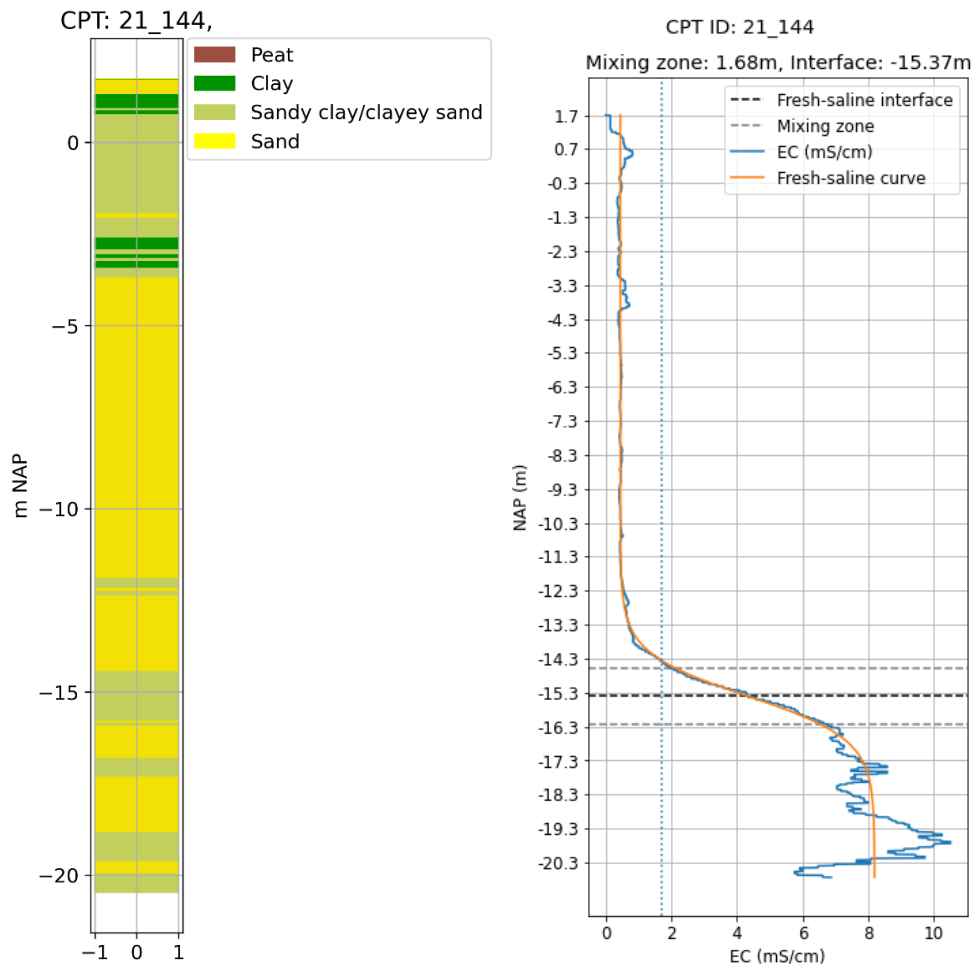 CPT: 21_144,
Peat
Clay
Sandy clay/clayey sand
Sand
0
−5
−10
−15
−20
m NAP
−1 0 1
CPT ID: 21_144
Mixing zone: 1.68m, Interface: -15.37m
Fresh-saline interface
Mixing zone
EC (mS/cm)
Fresh-saline curve
1.7
0.7
-0.3
-1.3
-2.3
-3.3
-4.3
-5.3
-6.3
-7.3
-8.3
-9.3
-10.3
-11.3
-12.3
-13.3
-14.3
-15.3
-16.3
-17.3
-18.3
-19.3
-20.3
NAP (m)
0 2 4 6 8 10
EC (mS/cm)